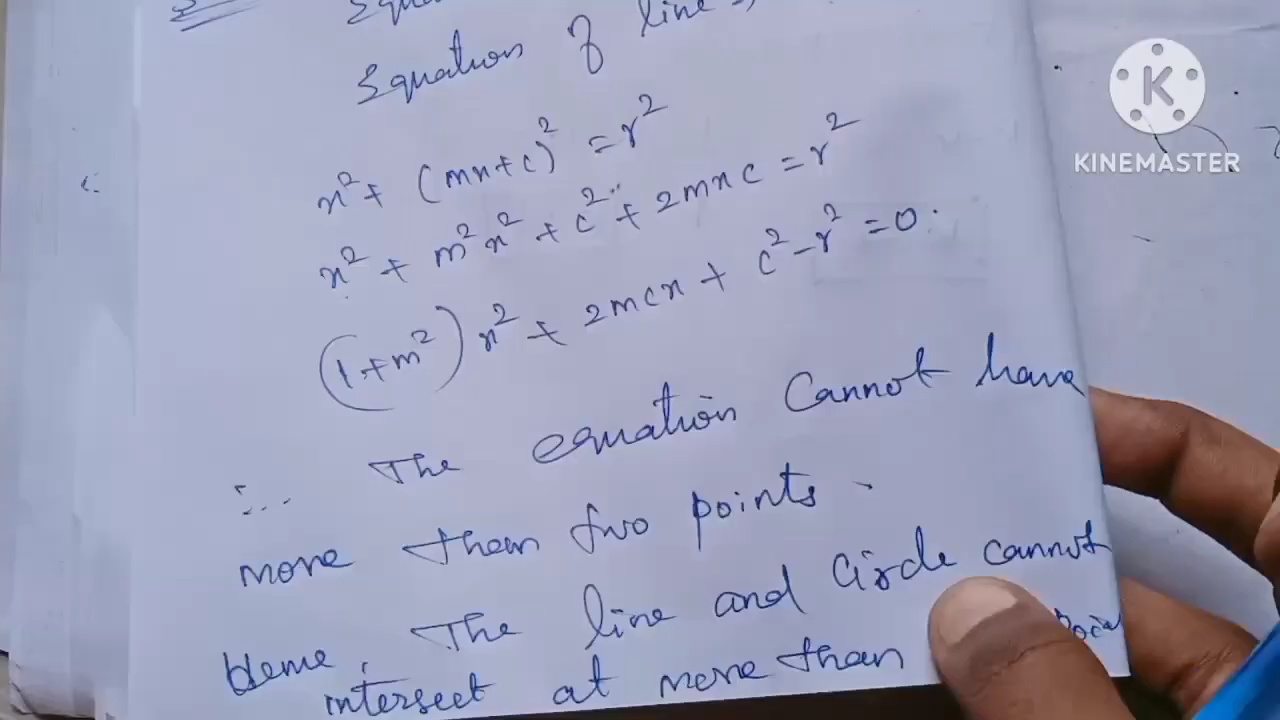 Equation of line
x² + (mx+c)² = r²
x² + m²x² + c² + 2mxc = r²
(1+m²)x² + 2mcx + c²-r² = 0
∴ The equation cannot have
more than two points.
Hence, The line and Circle cannot
intersect at more than
K
KINEMASTER